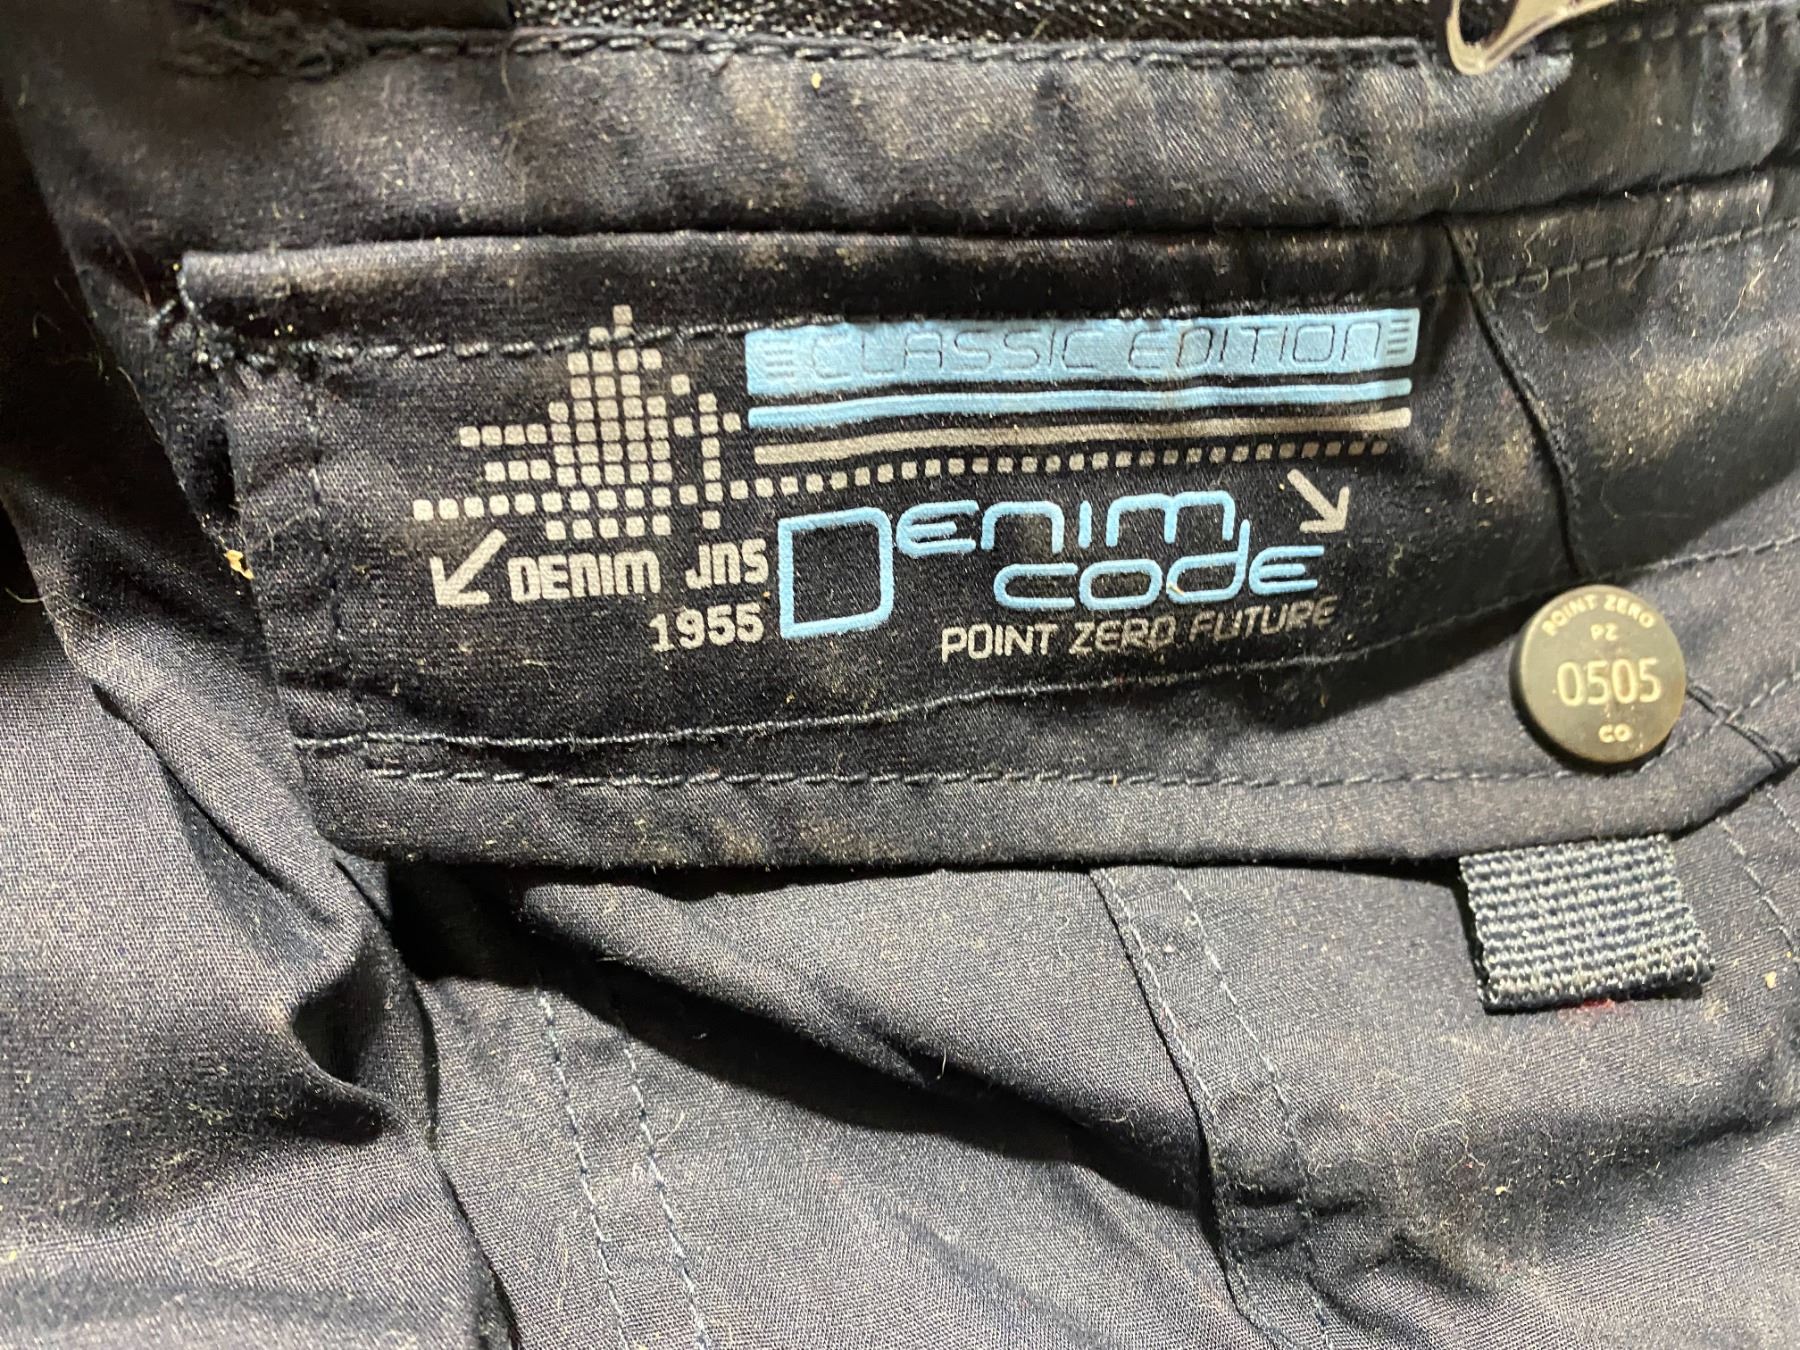 CLASSIC EDITION
DENIM JNS
1955
DENIM
CODE
POINT ZERO FUTURE
POINT ZERO
PZ
0505
CO